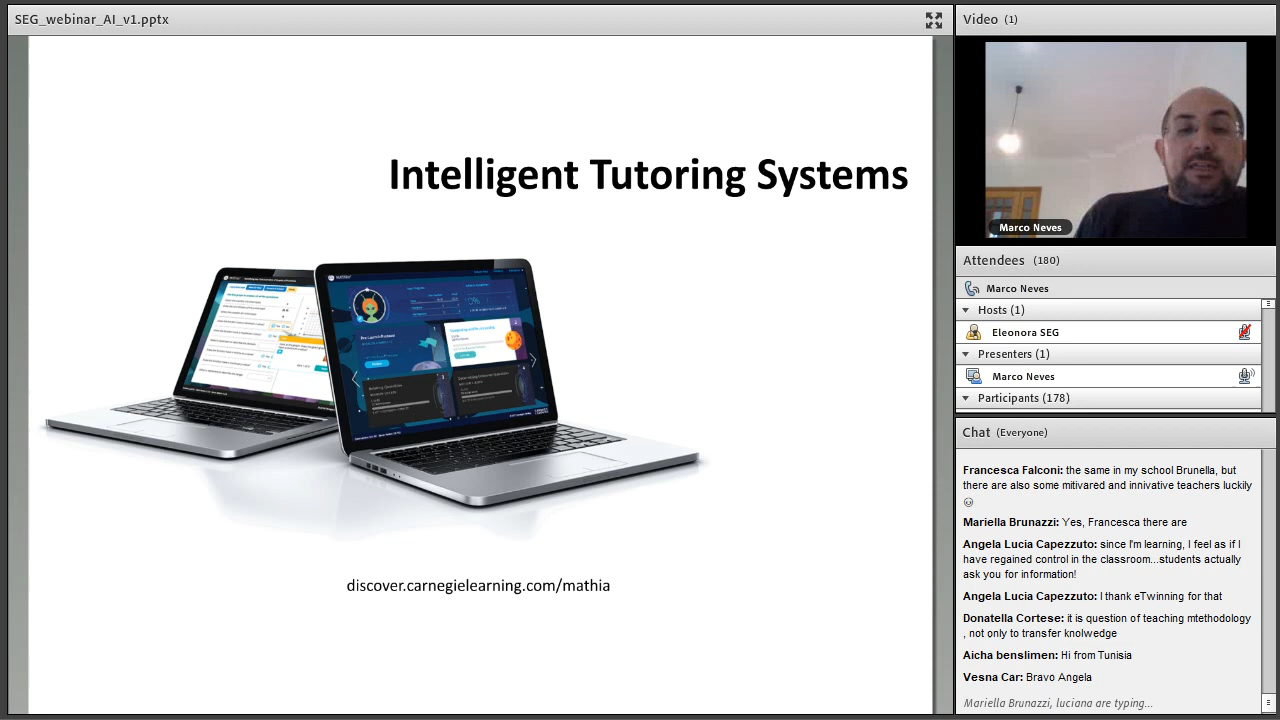 SEG_webinar_AI_v1.pptx
Intelligent Tutoring Systems
discover.carnegielearning.com/mathia
Video (1)
Marco Neves
Attendees (180)
Marco Neves
Hosts (1)
Eleonora SEG
Presenters (1)
Marco Neves
Participants (178)
Chat (Everyone)
Francesca Falconi: the same in my school Brunella, but
there are also some mitivared and innivative teachers luckily
Mariella Brunazzi: Yes, Francesca there are
Angela Lucia Capezzuto: since I'm learning, I feel as if I
have regained control in the classroom...students actually
ask you for information!
Angela Lucia Capezzuto: I thank eTwinning for that
Donatella Cortese: it is question of teaching mtethodology
, not only to transfer knolwedge
Aicha benslimen: Hi from Tunisia
Vesna Car: Bravo Angela
Mariella Brunazzi, luciana are typing...